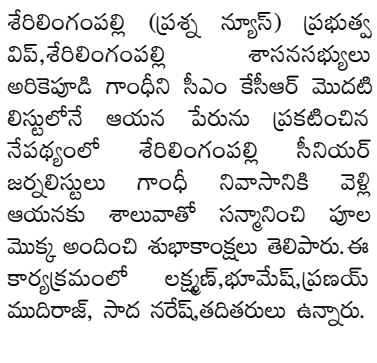 శేరిలింగంపల్లి (ప్రశ్న న్యూస్) ప్రభుత్వ
విప్,శేరిలింగంపల్లి శాసనసభ్యులు
అరికెపూడి గాంధీని సీఎం కేసీఆర్ మొదటి
లిస్టులోనే ఆయన పేరును ప్రకటించిన
నేపథ్యంలో శేరిలింగంపల్లి సీనియర్
జర్నలిస్టులు గాంధీ నివాసానికి వెళ్లి
ఆయనకు శాలువాతో సన్మానించి పూల
మొక్క అందించి శుభాకాంక్షలు తెలిపారు.ఈ
కార్యక్రమంలో లక్ష్మణ్,భూమేష్,ప్రణయ్
ముదిరాజ్, సాద నరేష్,తదితరులు ఉన్నారు.